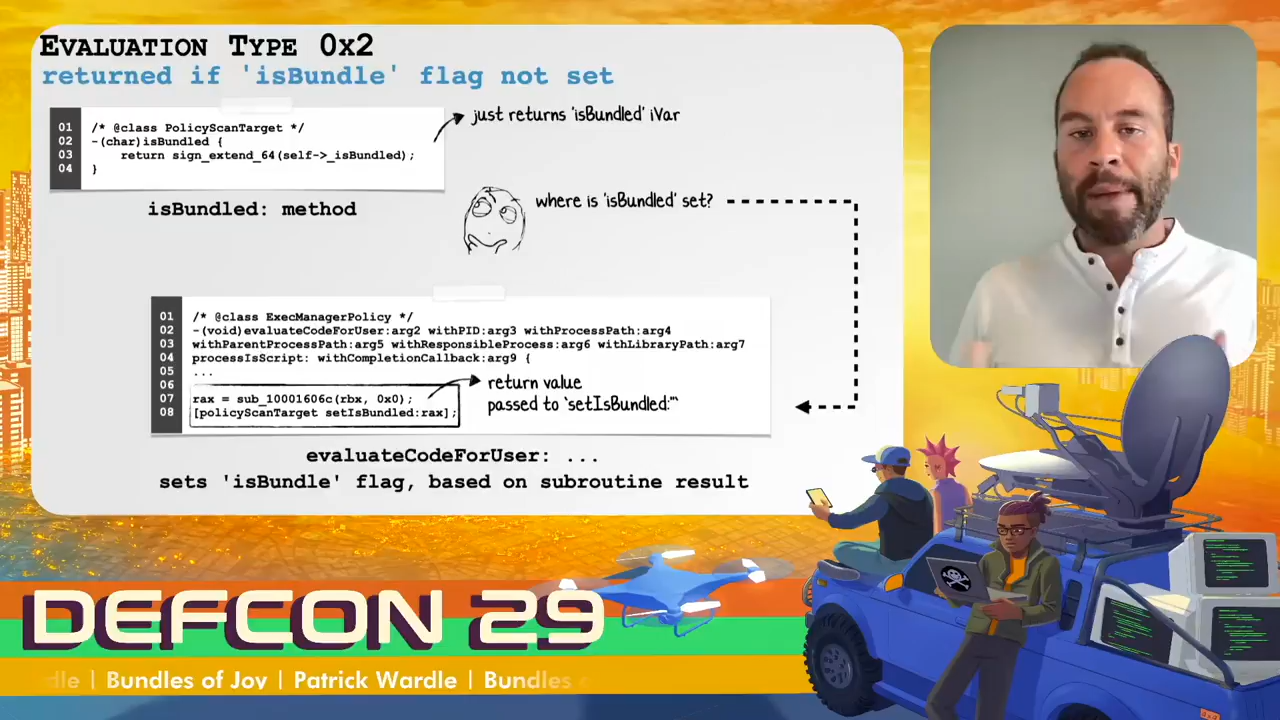 EVALUATION TYPE 0X2
returned if 'isBundle' flag not set
01 /* @class PolicyScanTarget */
02 -(char)isBundled {
03 return sign_extend_64(self->_isBundled);
04 }
just returns 'isBundled' iVar
isBundled: method
where is 'isBundled' set?
01 /* @class ExecManagerPolicy */
02 -(void)evaluateCodeForUser:arg2 withPID:arg3 withProcessPath:arg4
03 withParentProcessPath:arg5 withResponsibleProcess:arg6 withLibraryPath:arg7
04 processIsScript: withCompletionCallback:arg9 {
05 ...
06
07 rax = sub_10001606c(rbx, 0x0);
08 [policyScanTarget setIsBundled:rax];
return value
passed to 'setIsBundled:"'
evaluateCodeForUser: ...
sets 'isBundle' flag, based on subroutine result
DEFCON 29
dle | Bundles of Joy | Patrick Wardle | Bundles